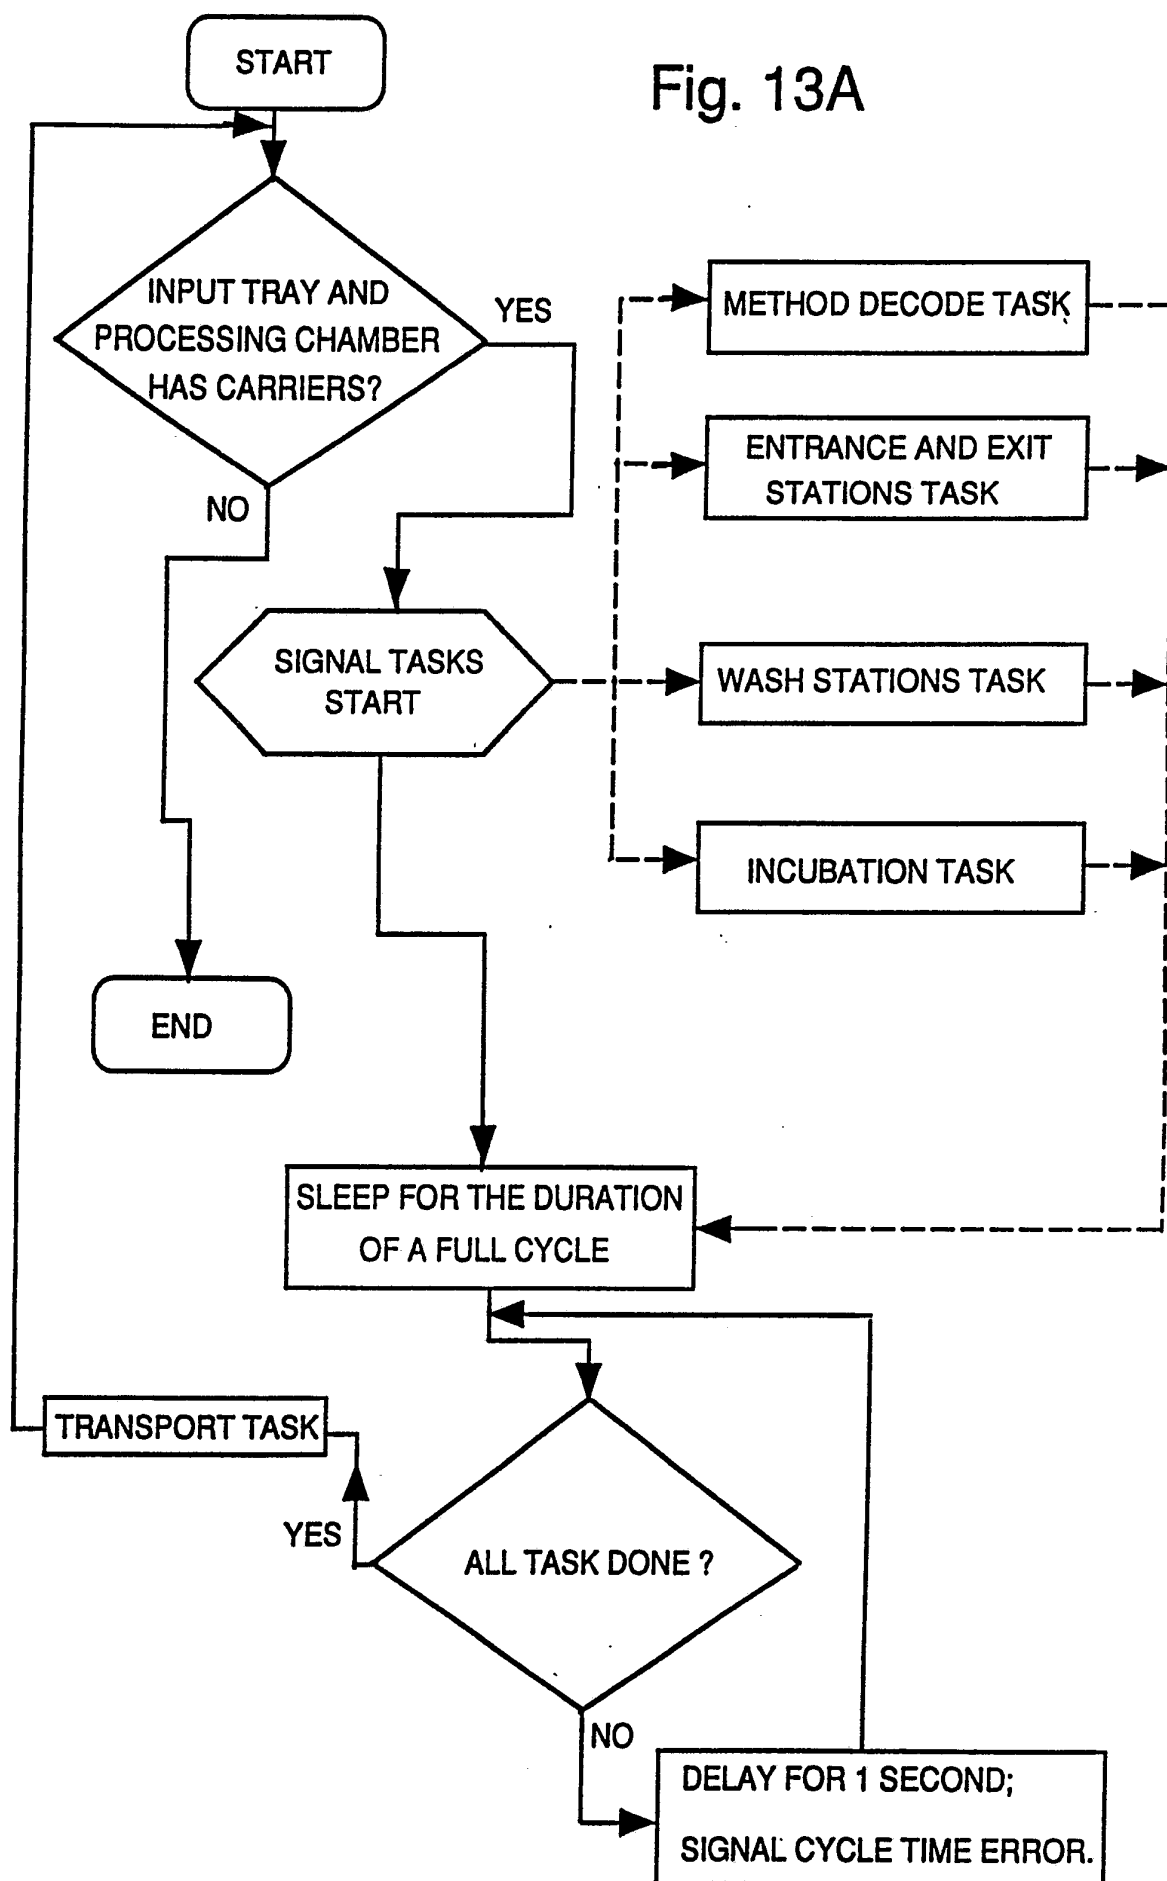 START
Fig. 13A
INPUT TRAY AND
PROCESSING CHAMBER
HAS CARRIERS?
YES
NO
METHOD DECODE TASK
ENTRANCE AND EXIT
STATIONS TASK
SIGNAL TASKS
START
WASH STATIONS TASK
INCUBATION TASK
END
SLEEP FOR THE DURATION
OF A FULL CYCLE
TRANSPORT TASK
YES
ALL TASK DONE ?
NO
DELAY FOR 1 SECOND;
SIGNAL CYCLE TIME ERROR.